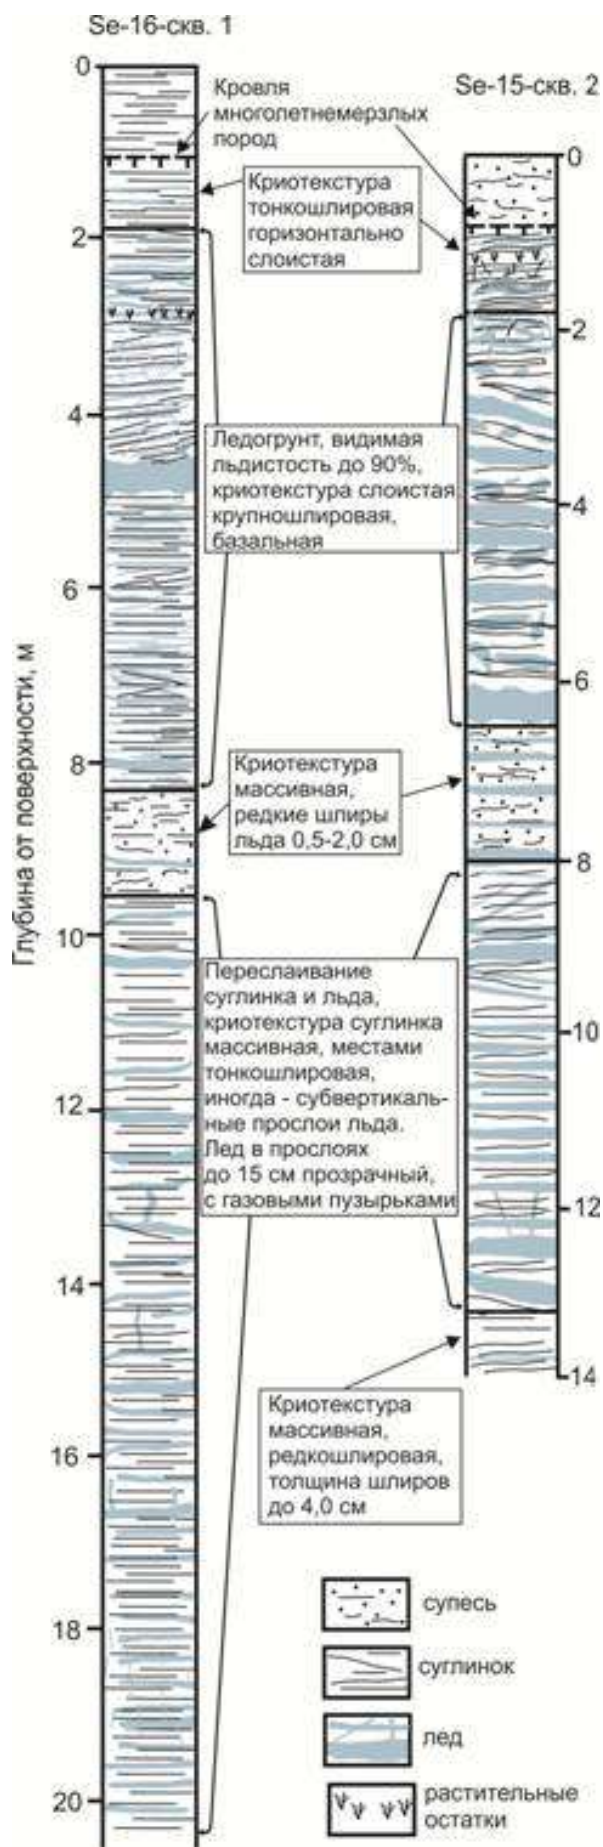 Se-16-скв. 1
Se-15-скв. 2
Глубина от поверхности, м
0
2
4
6
8
10
12
14
16
18
20
0
2
4
6
8
10
12
14
Кровля
многолетнемерзлых
пород
Криотекстура
тонкошлировая
горизонтально
слоистая
Ледогрунт, видимая
льдистость до 90%,
криотекстура слоистая
крупношлировая,
базальная
Криотекстура
массивная,
редкие шлиры
льда 0,5-2,0 см
Переслаивание
суглинка и льда,
криотекстура суглинка
массивная, местами
тонкошлировая,
иногда - субвертикаль-
ные прослои льда.
Лед в прослоях
до 15 см прозрачный,
с газовыми пузырьками
Криотекстура
массивная,
редкошлировая,
толщина шлиров
до 4,0 см
супесь
суглинок
лед
растительные
остатки